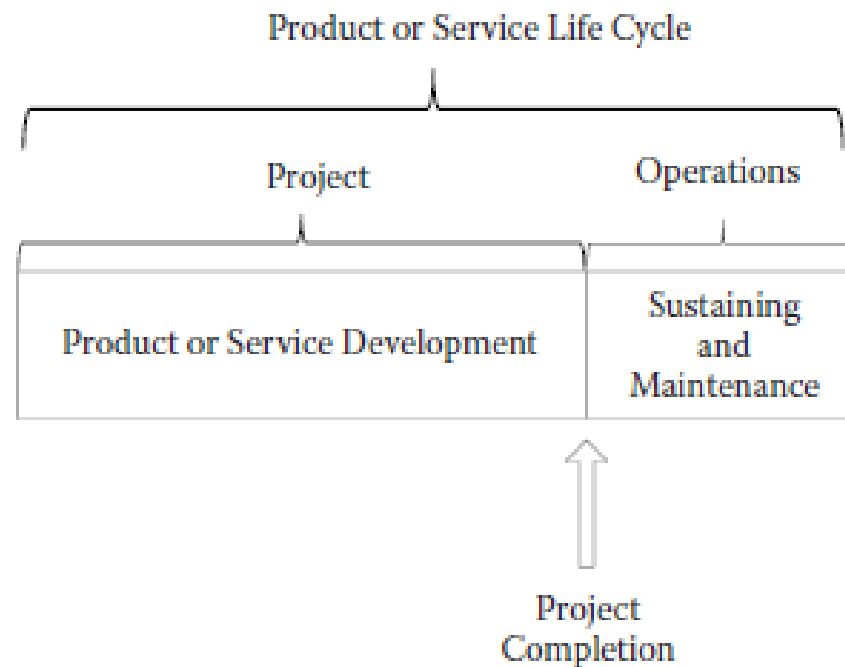 Product or Service Life Cycle
Project
Operations
Product or Service Development
Sustaining
and
Maintenance
Project
Completion